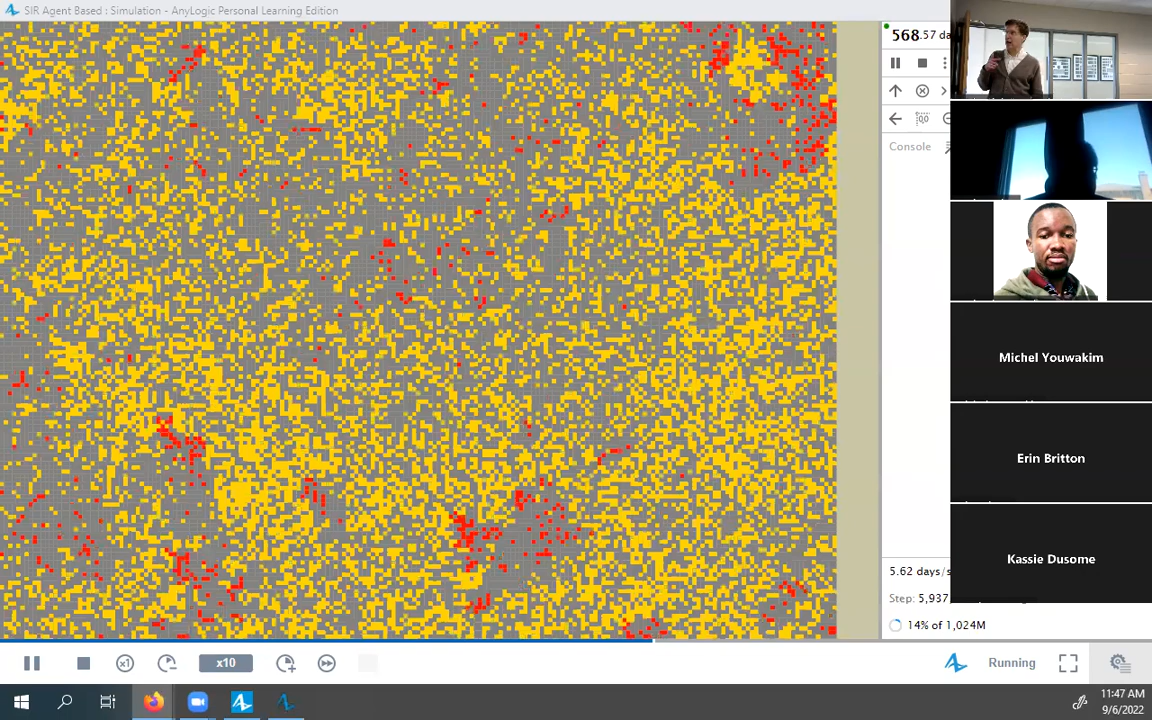 SIR Agent Based : Simulation - AnyLogic Personal Learning Edition
568.57 da
Console
Michel Youwakim
Erin Britton
Kassie Dusome
5.62 days/s
Step: 5,937
14% of 1,024M
x1
x10
Running
11:47 AM
9/6/2022